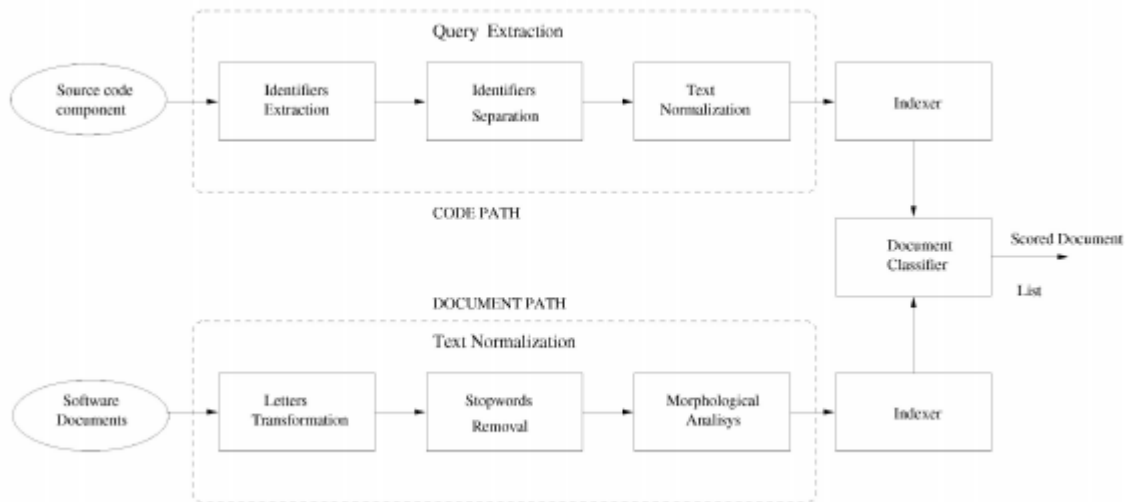 Query Extraction
Source code
component
Identifiers
Extraction
Identifiers
Separation
Text
Normalization
Indexer
CODE PATH
Document
Classifier
Scored Document
List
DOCUMENT PATH
Text Normalization
Software
Documents
Letters
Transformation
Stopwords
Removal
Morphological
Analisys
Indexer